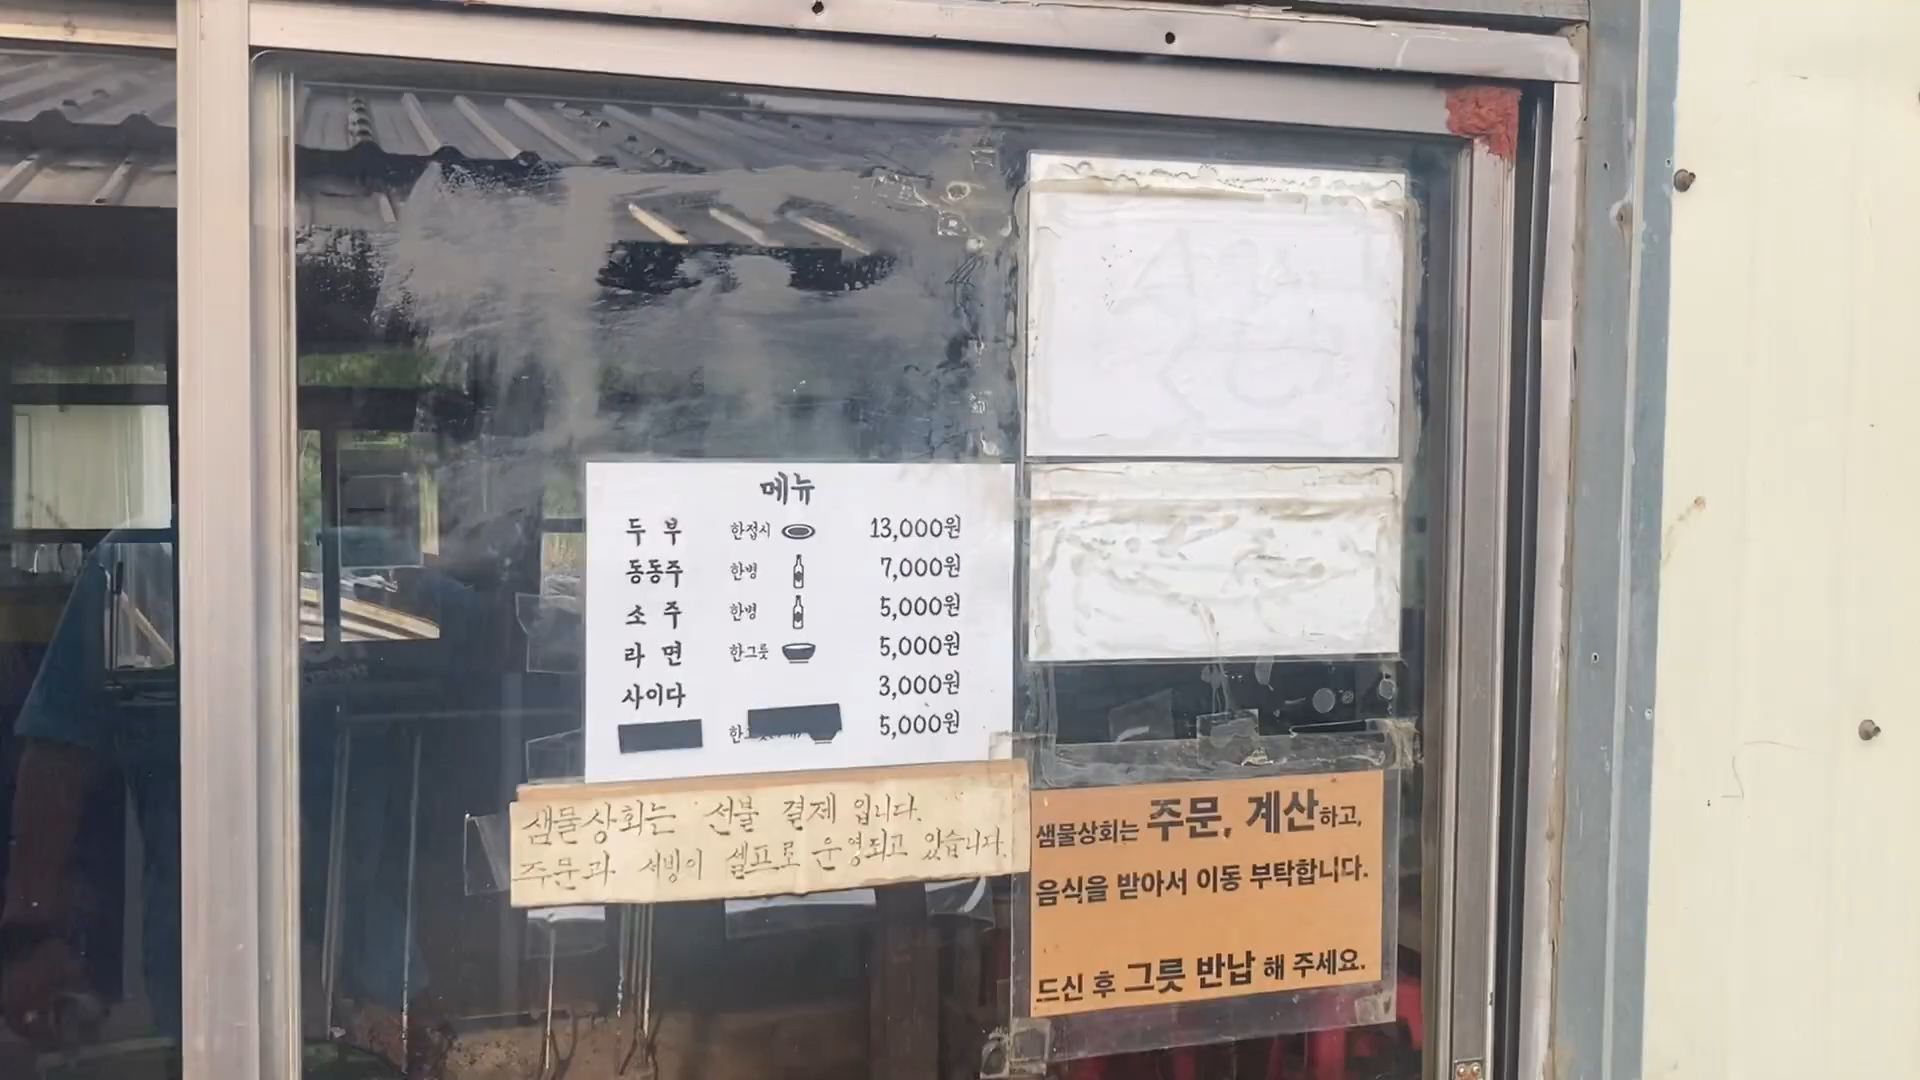 메뉴
두 부 한접시 13,000원
동동주 한병 7,000원
소 주 한병 5,000원
라 면 한그릇 5,000원
사이다 3,000원
5,000원
샘물상회는 선불 결제 입니다.
주문과 서빙이 셀프로 운영되고 있습니다.
샘물상회는 주문, 계산하고,
음식을 받아서 이동 부탁합니다.
드신 후 그릇 반납 해 주세요.